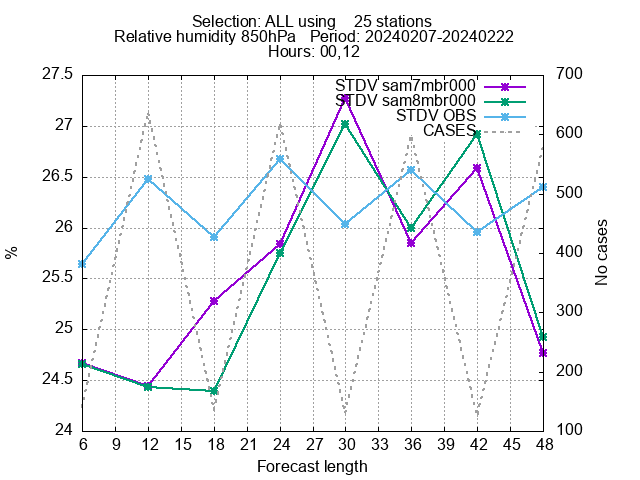 Selection: ALL using    25 stations
Relative humidity 850hPa   Period: 20240207-20240222
Hours: 00,12
27.5
27
26.5
26
25.5
25
24.5
24
%
STDV sam7mbr000
STDV sam8mbr000
STDV OBS
CASES
700
600
500
400
300
200
100
No cases
6 9 12 15 18 21 24 27 30 33 36 39 42 45 48
Forecast length